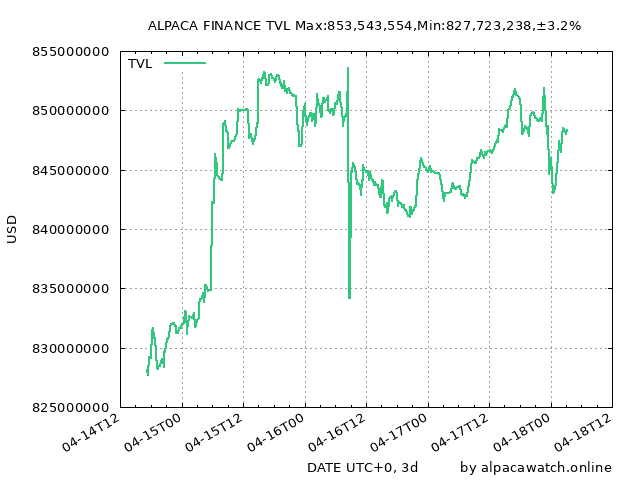 ALPACA FINANCE TVL Max:853,543,554,Min:827,723,238,±3.2%
TVL
855000000
850000000
845000000
840000000
835000000
830000000
825000000
USD
04-14T12
04-15T00
04-15T12
04-16T00
04-16T12
04-17T00
04-17T12
04-18T00
04-18T12
DATE UTC+0, 3d
by alpacawatch.online